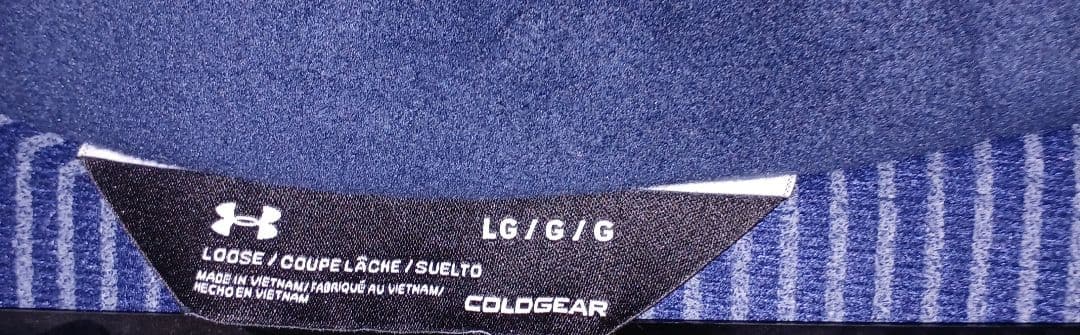 LG / G / G
LOOSE / COUPE LÂCHE / SUELTO
MADE IN VIETNAM/FABRIQUÉ AU VIETNAM/
HECHO EN VIETNAM
COLDGEAR